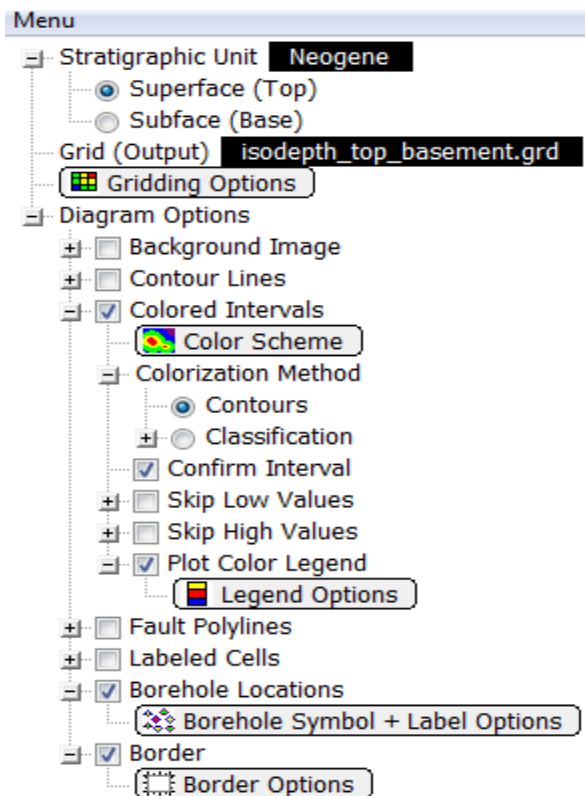 Menu
Stratigraphic Unit Neogene
Superface (Top)
Subface (Base)
Grid (Output) isodepth_top_basement.grd
Gridding Options
Diagram Options
Background Image
Contour Lines
Colored Intervals
Color Scheme
Colorization Method
Contours
Classification
Confirm Interval
Skip Low Values
Skip High Values
Plot Color Legend
Legend Options
Fault Polylines
Labeled Cells
Borehole Locations
Borehole Symbol + Label Options
Border
Border Options